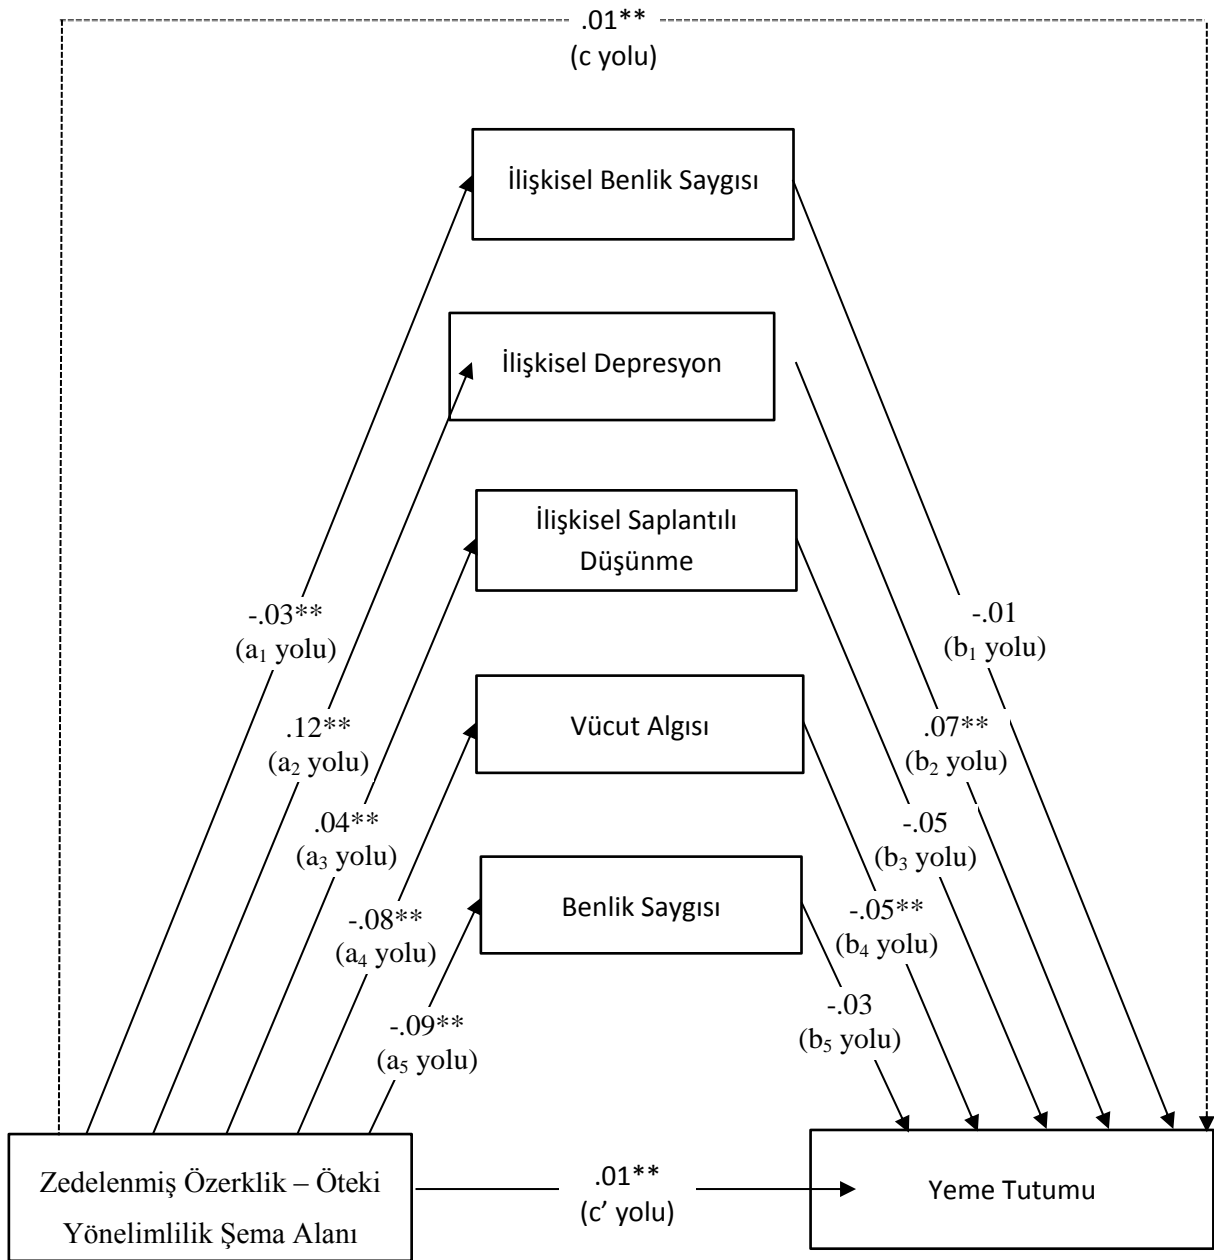 .01**
(c yolu)
İlişkisel Benlik Saygısı
İlişkisel Depresyon
İlişkisel Saplantılı
Düşünme
-.03**
(a₁ yolu)
-.01
(b₁ yolu)
Vücut Algısı
.12**
(a₂ yolu)
.07**
(b₂ yolu)
.04**
(a₃ yolu)
-.05
(b₃ yolu)
Benlik Saygısı
-.08**
(a₄ yolu)
-.05**
(b₄ yolu)
-.09**
(a₅ yolu)
-.03
(b₅ yolu)
Zedelenmiş Özerklik – Öteki
Yönelimlilik Şema Alanı
.01**
(c’ yolu)
Yeme Tutumu